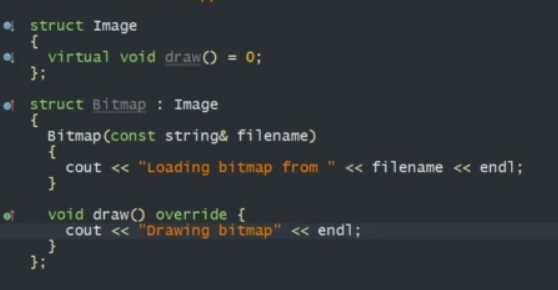 struct Image
{
  virtual void draw() = 0;
};
struct Bitmap : Image
{
  Bitmap(const string& filename)
  {
    cout << "Loading bitmap from " << filename << endl;
  }
  void draw() override {
    cout << "Drawing bitmap" << endl;
  }
};